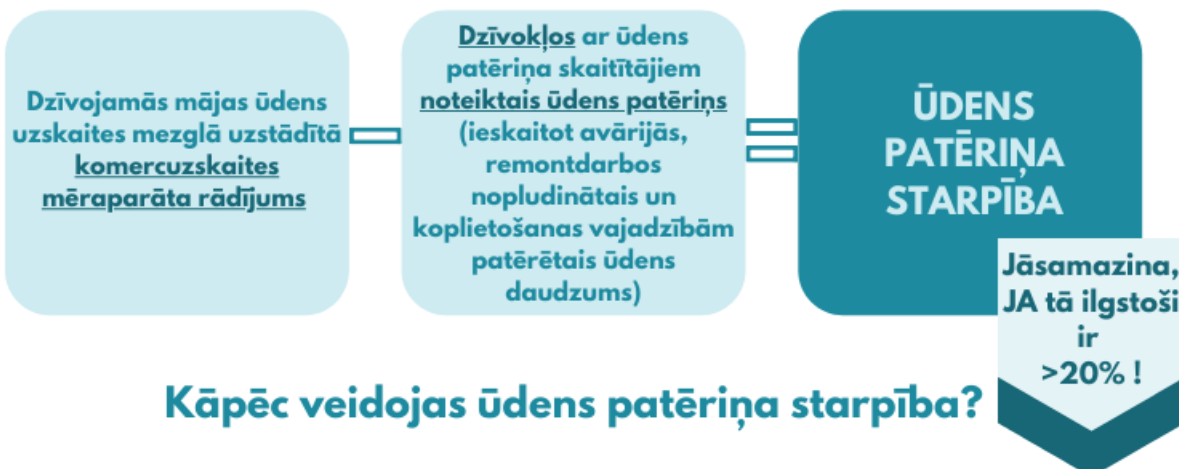 Dzīvojamās mājas ūdens
uzskaites mezglā uzstādītā
komercuzskaites
mēraparāta rādījums
Dzīvokļos ar ūdens
patēriņa skaitītājiem
noteiktais ūdens patēriņs
(ieskaitot avārijās,
remontdarbos
nopludinātais un
koplietošanas vajadzībām
patērētais ūdens
daudzums)
ŪDENS
PATĒRIŅA
STARPĪBA
Jāsamazina,
JA tā ilgstoši
ir
>20% !
Kāpēc veidojas ūdens patēriņa starpība?